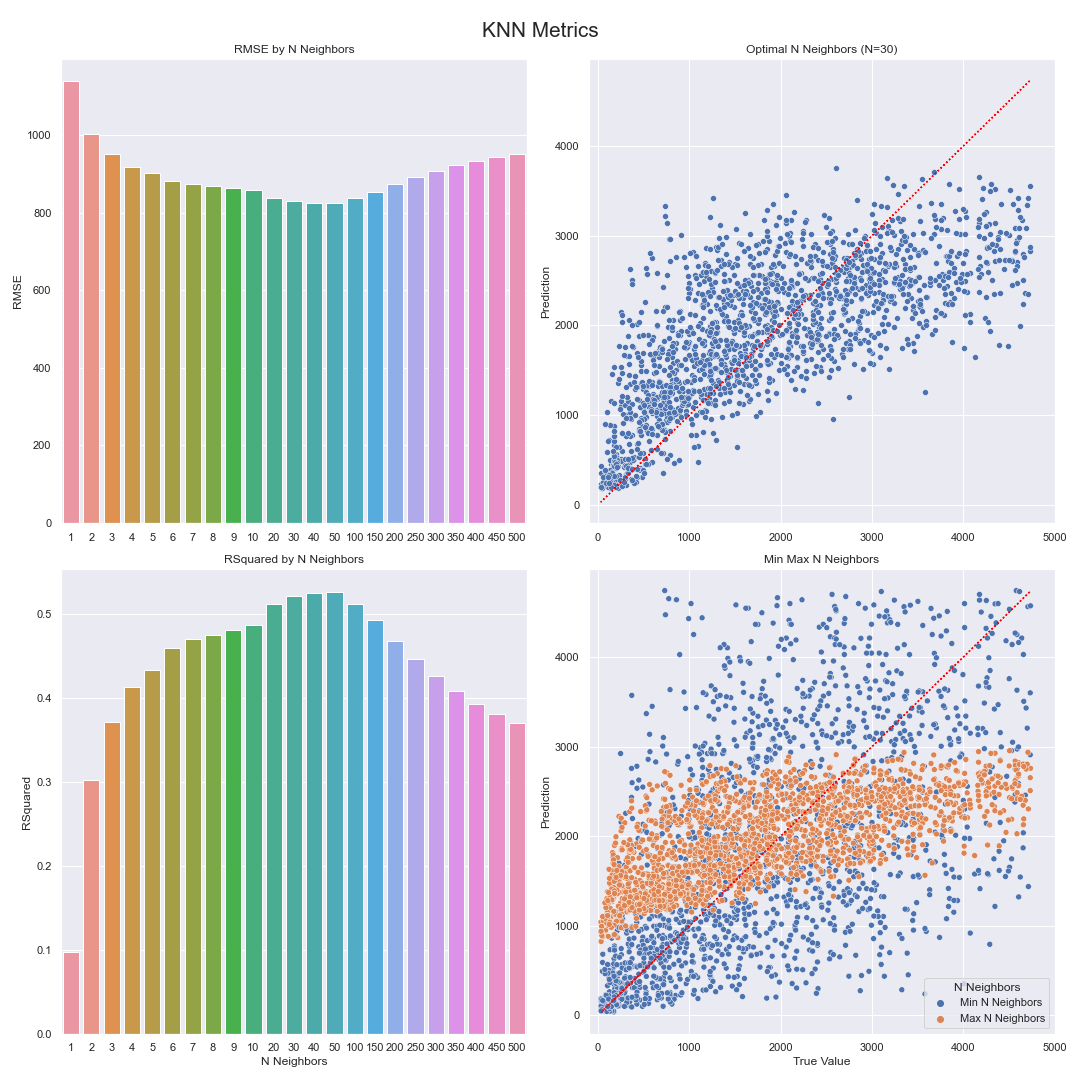 KNN Metrics
RMSE by N Neighbors
RMSE
1000
800
600
400
200
0
1 2 3 4 5 6 7 8 9 10 20 30 40 50 100 150 200 250 300 350 400 450 500
Optimal N Neighbors (N=30)
Prediction
4000
3000
2000
1000
0
0 1000 2000 3000 4000 5000
RSquared by N Neighbors
RSquared
0.5
0.4
0.3
0.2
0.1
0.0
1 2 3 4 5 6 7 8 9 10 20 30 40 50 100 150 200 250 300 350 400 450 500
N Neighbors
Min Max N Neighbors
Prediction
4000
3000
2000
1000
0
N Neighbors
Min N Neighbors
Max N Neighbors
0 1000 2000 3000 4000 5000
True Value